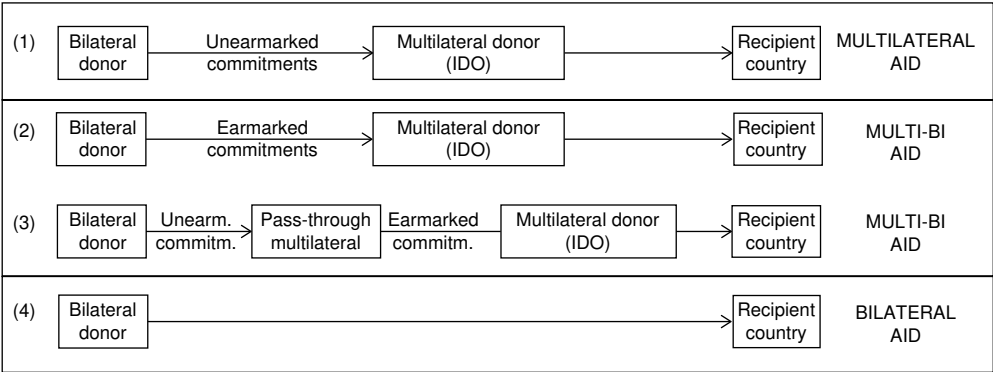 (1)
Bilateral
donor
Unearmarked
commitments
Multilateral donor
(IDO)
Recipient
country
MULTILATERAL
AID
(2)
Bilateral
donor
Earmarked
commitments
Multilateral donor
(IDO)
Recipient
country
MULTI-BI
AID
(3)
Bilateral
donor
Unearm.
commitm.
Pass-through
multilateral
Earmarked
commitm.
Multilateral donor
(IDO)
Recipient
country
MULTI-BI
AID
(4)
Bilateral
donor
Recipient
country
BILATERAL
AID